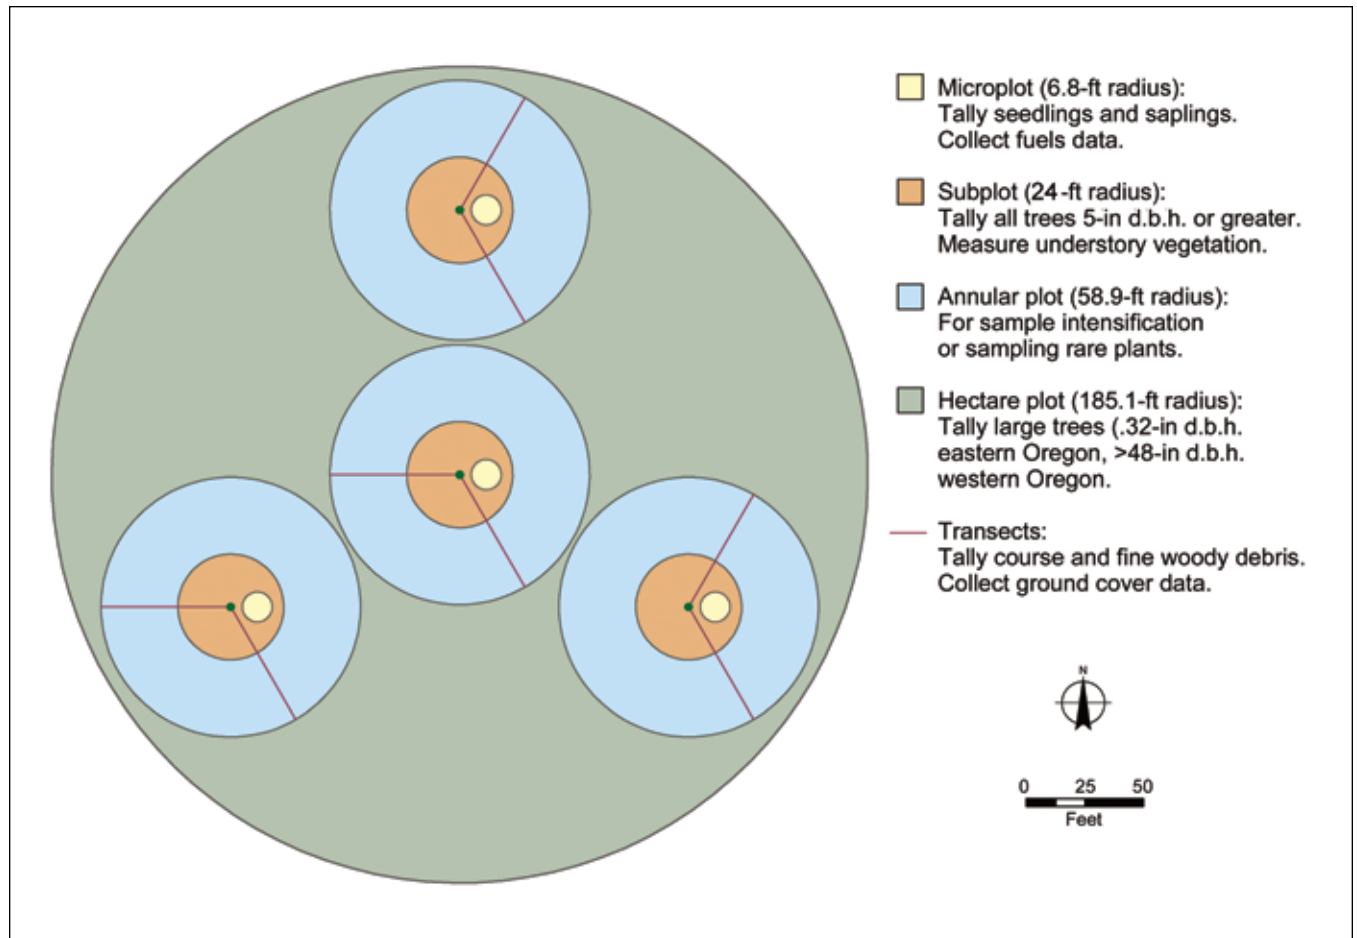 Microplot (6.8-ft radius):
Tally seedlings and saplings.
Collect fuels data.
Subplot (24-ft radius):
Tally all trees 5-in d.b.h. or greater.
Measure understory vegetation.
Annular plot (58.9-ft radius):
For sample intensification
or sampling rare plants.
Hectare plot (185.1-ft radius):
Tally large trees (.32-in d.b.h.
eastern Oregon, >48-in d.b.h.
western Oregon.
Transects:
Tally course and fine woody debris.
Collect ground cover data.
N
0 25 50
Feet